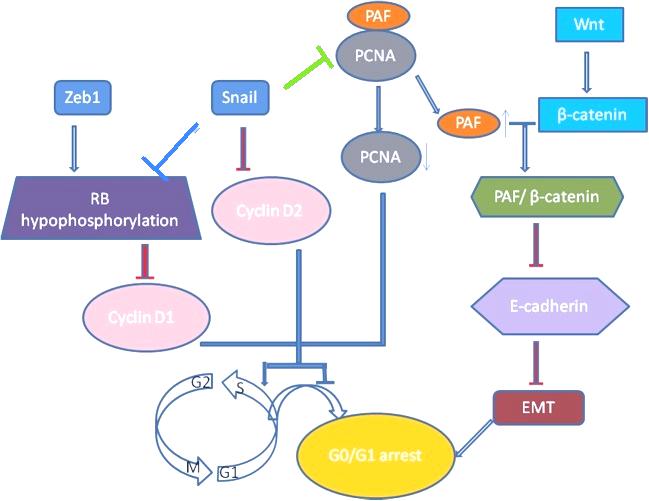 PAF
Wnt
PCNA
Zeb1
Snail
PAF
β-catenin
PCNA
RB
hypophosphorylation
Cyclin D2
PAF/ β-catenin
Cyclin D1
E-cadherin
G2
S
EMT
G0/G1 arrest
M
G1